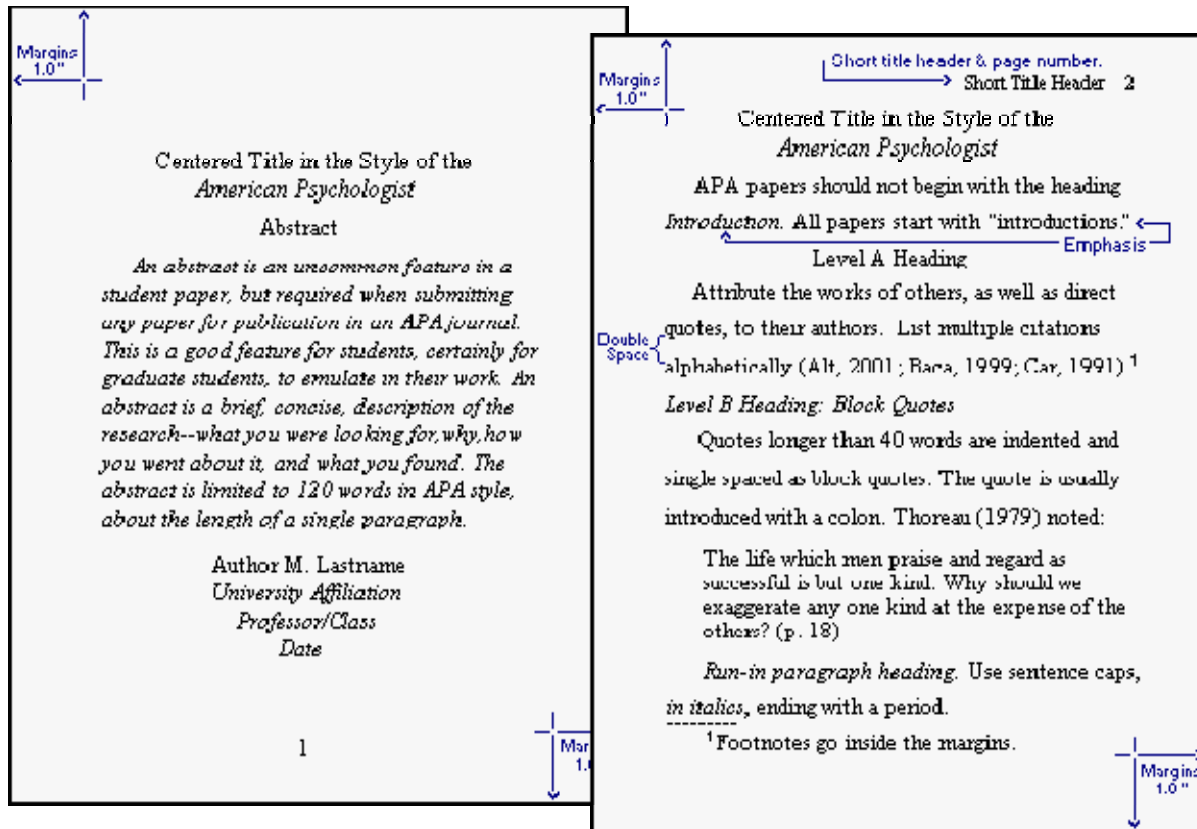 Margins
1.0"
Centered Title in the Style of the
American Psychologist
Abstract
An abstract is an uncommon feature in a
student paper, but required when submitting
any paper for publication in an APA journal.
This is a good feature for students, certainly for
graduate students, to emulate in their work. An
abstract is a brief, concise, description of the
research--what you were looking for, why, how
you went about it, and what you found. The
abstract is limited to 120 words in APA style,
about the length of a single paragraph.
Author M. Lastname
University Affiliation
Professor/Class
Date
1
Mar
1.0
Margins
1.0"
Short title header & page number.
Short Title Header 2
Centered Title in the Style of the
American Psychologist
APA papers should not begin with the heading
Introduction. All papers start with "introductions."
Emphasis
Level A Heading
Attribute the works of others, as well as direct
quotes, to their authors. List multiple citations
Double
Space
alphabetically (Alt, 2001; Baca, 1999; Car, 1991) 1
Level B Heading: Block Quotes
Quotes longer than 40 words are indented and
single spaced as block quotes. The quote is usually
introduced with a colon. Thoreau (1979) noted:
The life which men praise and regard as
successful is but one kind. Why should we
exaggerate any one kind at the expense of the
others? (p. 18)
Run-in paragraph heading. Use sentence caps,
in italics, ending with a period.
1Footnotes go inside the margins.
Margins
1.0"